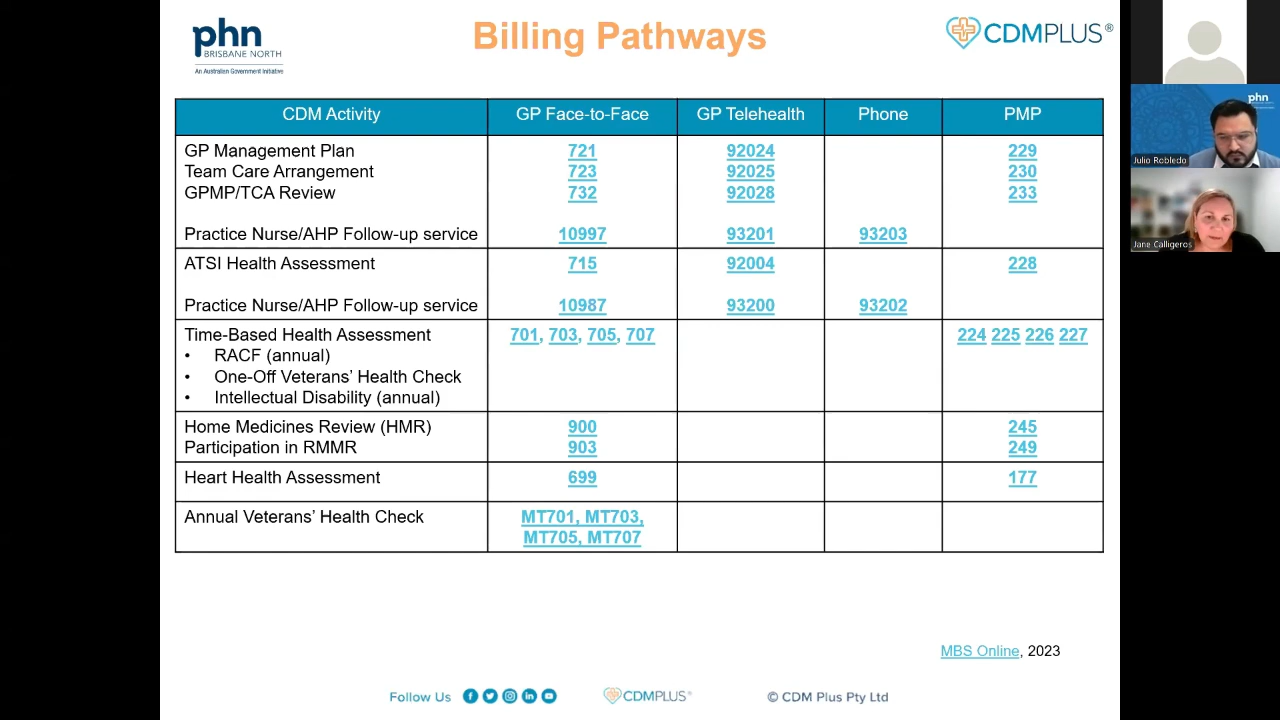 phn
BRISBANE NORTH
An Australian Government Initiative
Billing Pathways
CDMPLUS®
CDM Activity GP Face-to-Face GP Telehealth Phone PMP
GP Management Plan 721 92024 229
Team Care Arrangement 723 92025 230
GPMP/TCA Review 732 92028 233
Practice Nurse/AHP Follow-up service 10997 93201 93203
ATSI Health Assessment 715 92004 228
Practice Nurse/AHP Follow-up service 10987 93200 93202
Time-Based Health Assessment 701, 703, 705, 707 224 225 226 227
• RACF (annual)
• One-Off Veterans' Health Check
• Intellectual Disability (annual)
Home Medicines Review (HMR) 900 245
Participation in RMMR 903 249
Heart Health Assessment 699 177
Annual Veterans' Health Check MT701, MT703,
MT705, MT707
MBS Online, 2023
Follow Us CDMPLUS® © CDM Plus Pty Ltd
phn
Julio Robledo
Jane Calligeros